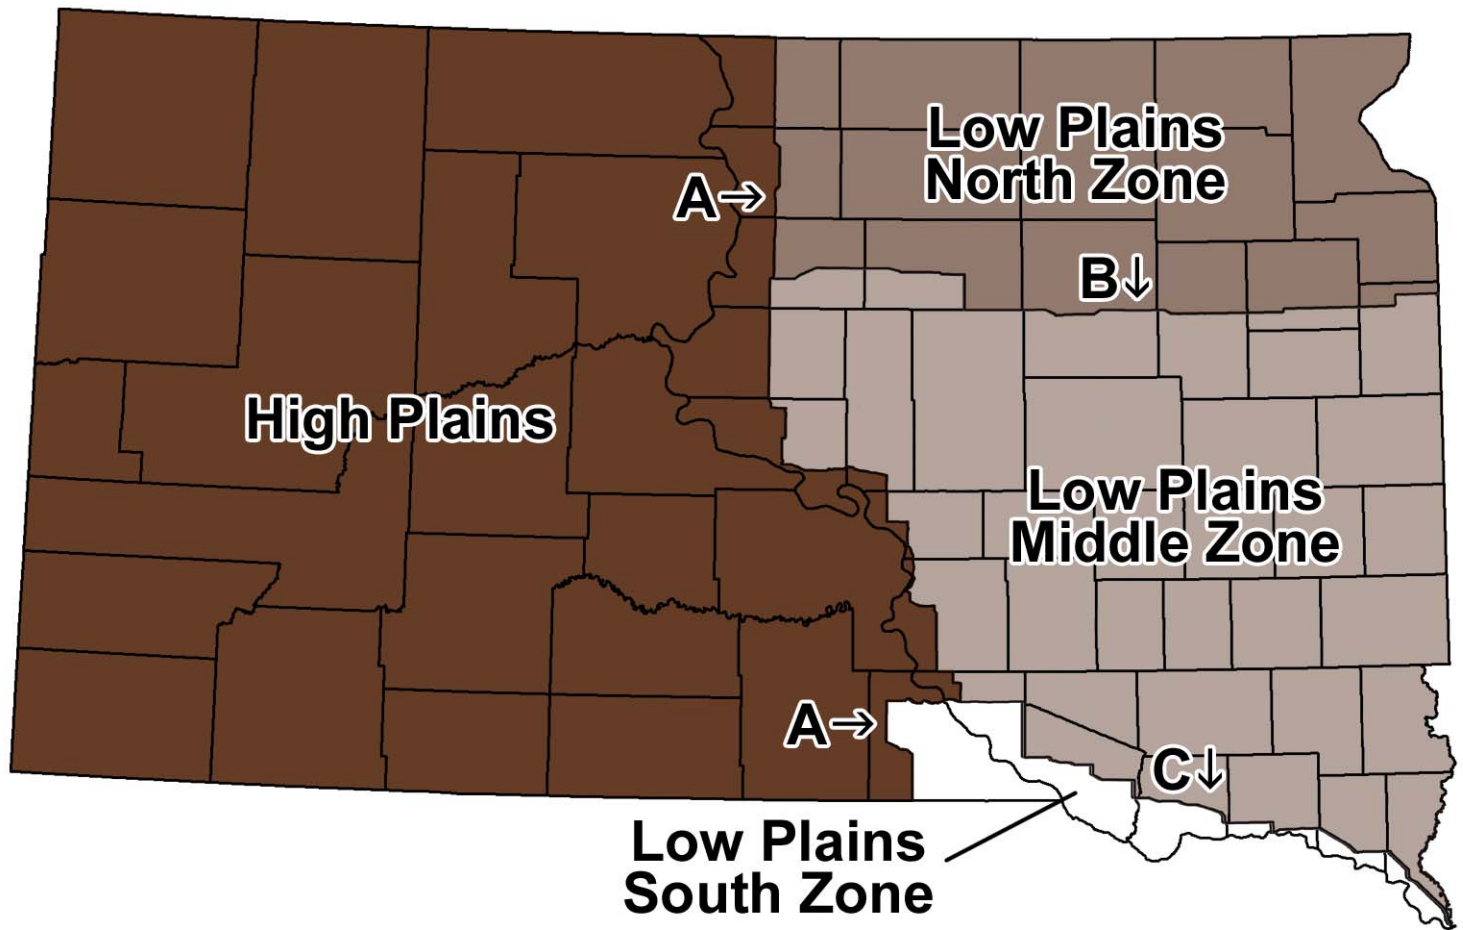 Low Plains
North Zone
A→
B↓
High Plains
Low Plains
Middle Zone
A→
C↓
Low Plains
South Zone